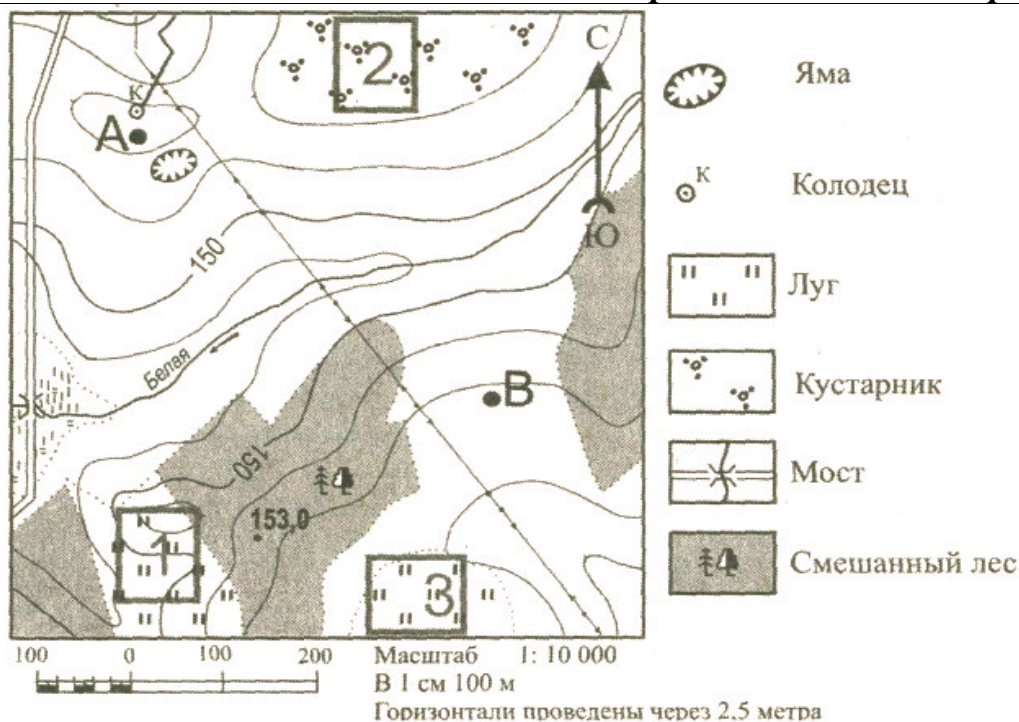 К
А
2
С
Ю
150
Белая
В
150
153,0
1
3
Яма
К
Колодец
Луг
Кустарник
Мост
Смешанный лес
100 0 100 200
Масштаб 1: 10 000
В 1 см 100 м
Горизонтали проведены через 2,5 метра